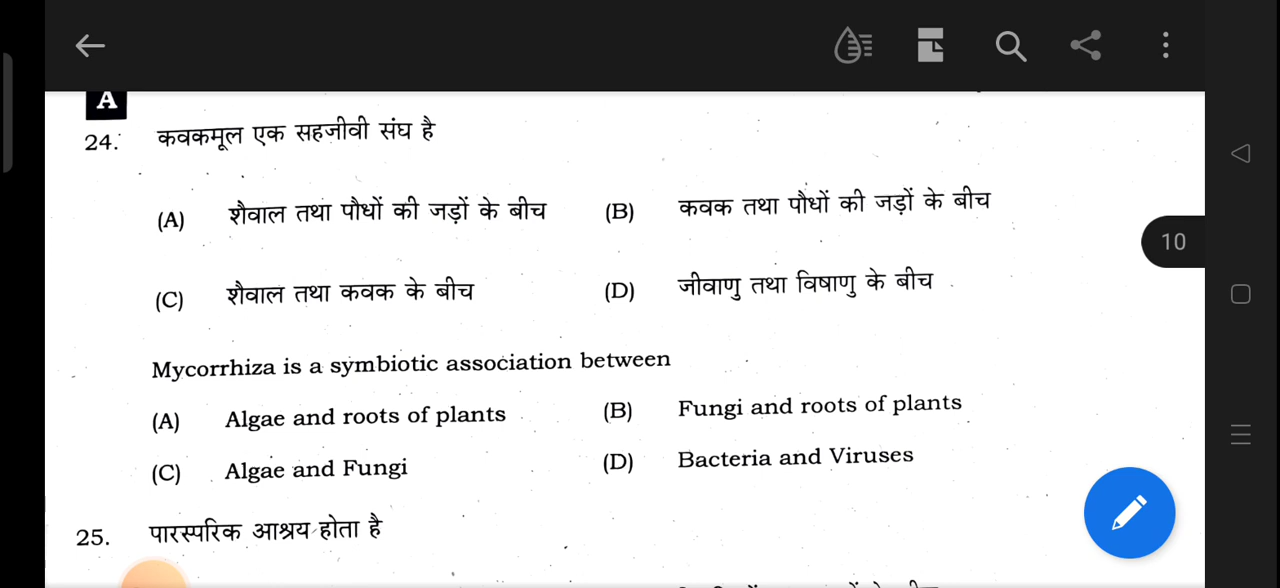 A
24. कवकमूल एक सहजीवी संघ है
(A) शैवाल तथा पौधों की जड़ों के बीच (B) कवक तथा पौधों की जड़ों के बीच
10
(C) शैवाल तथा कवक के बीच (D) जीवाणु तथा विषाणु के बीच
Mycorrhiza is a symbiotic association between
(A) Algae and roots of plants (B) Fungi and roots of plants
(C) Algae and Fungi (D) Bacteria and Viruses
25. पारस्परिक आश्रय होता है